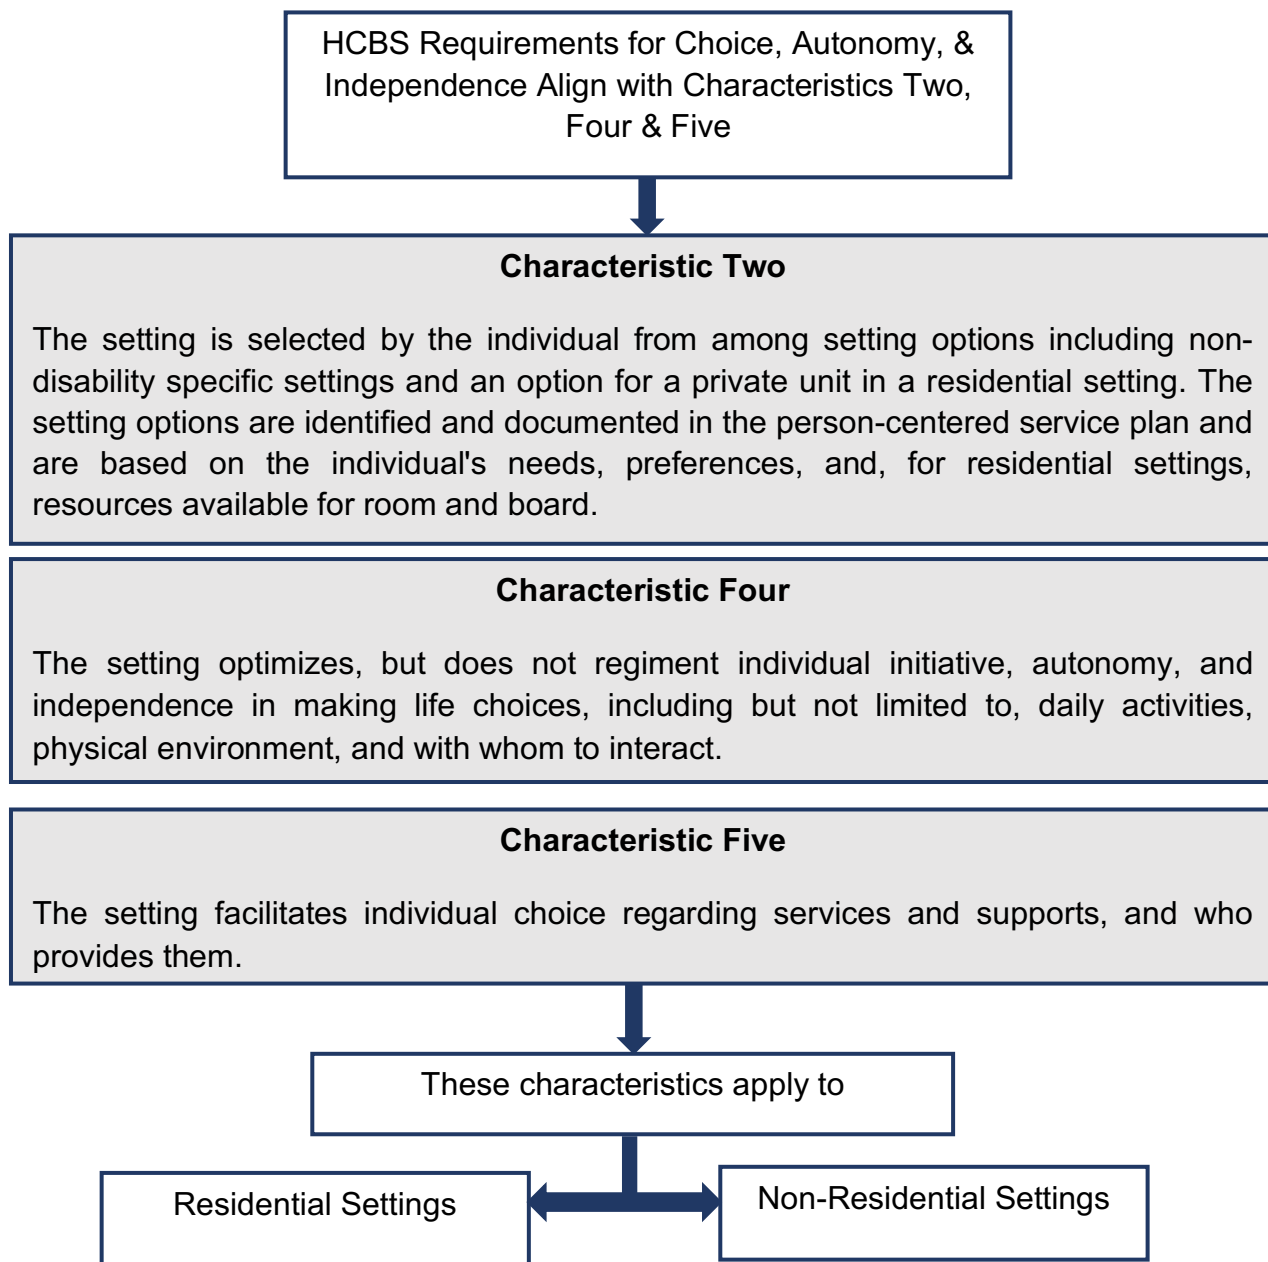 HCBS Requirements for Choice, Autonomy, &
Independence Align with Characteristics Two,
Four & Five
Characteristic Two
The setting is selected by the individual from among setting options including non-
disability specific settings and an option for a private unit in a residential setting. The
setting options are identified and documented in the person-centered service plan and
are based on the individual's needs, preferences, and, for residential settings,
resources available for room and board.
Characteristic Four
The setting optimizes, but does not regiment individual initiative, autonomy, and
independence in making life choices, including but not limited to, daily activities,
physical environment, and with whom to interact.
Characteristic Five
The setting facilitates individual choice regarding services and supports, and who
provides them.
These characteristics apply to
Residential Settings
Non-Residential Settings